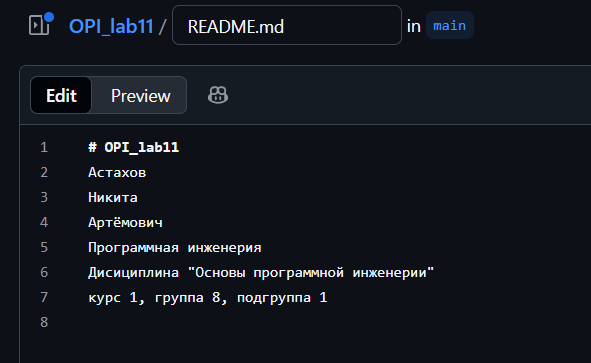 OPI_lab11 / README.md in main
Edit Preview
1 # OPI_lab11
2 Астахов
3 Никита
4 Артёмович
5 Программная инженерия
6 Дисициплина "Основы программной инженерии"
7 курс 1, группа 8, подгруппа 1
8